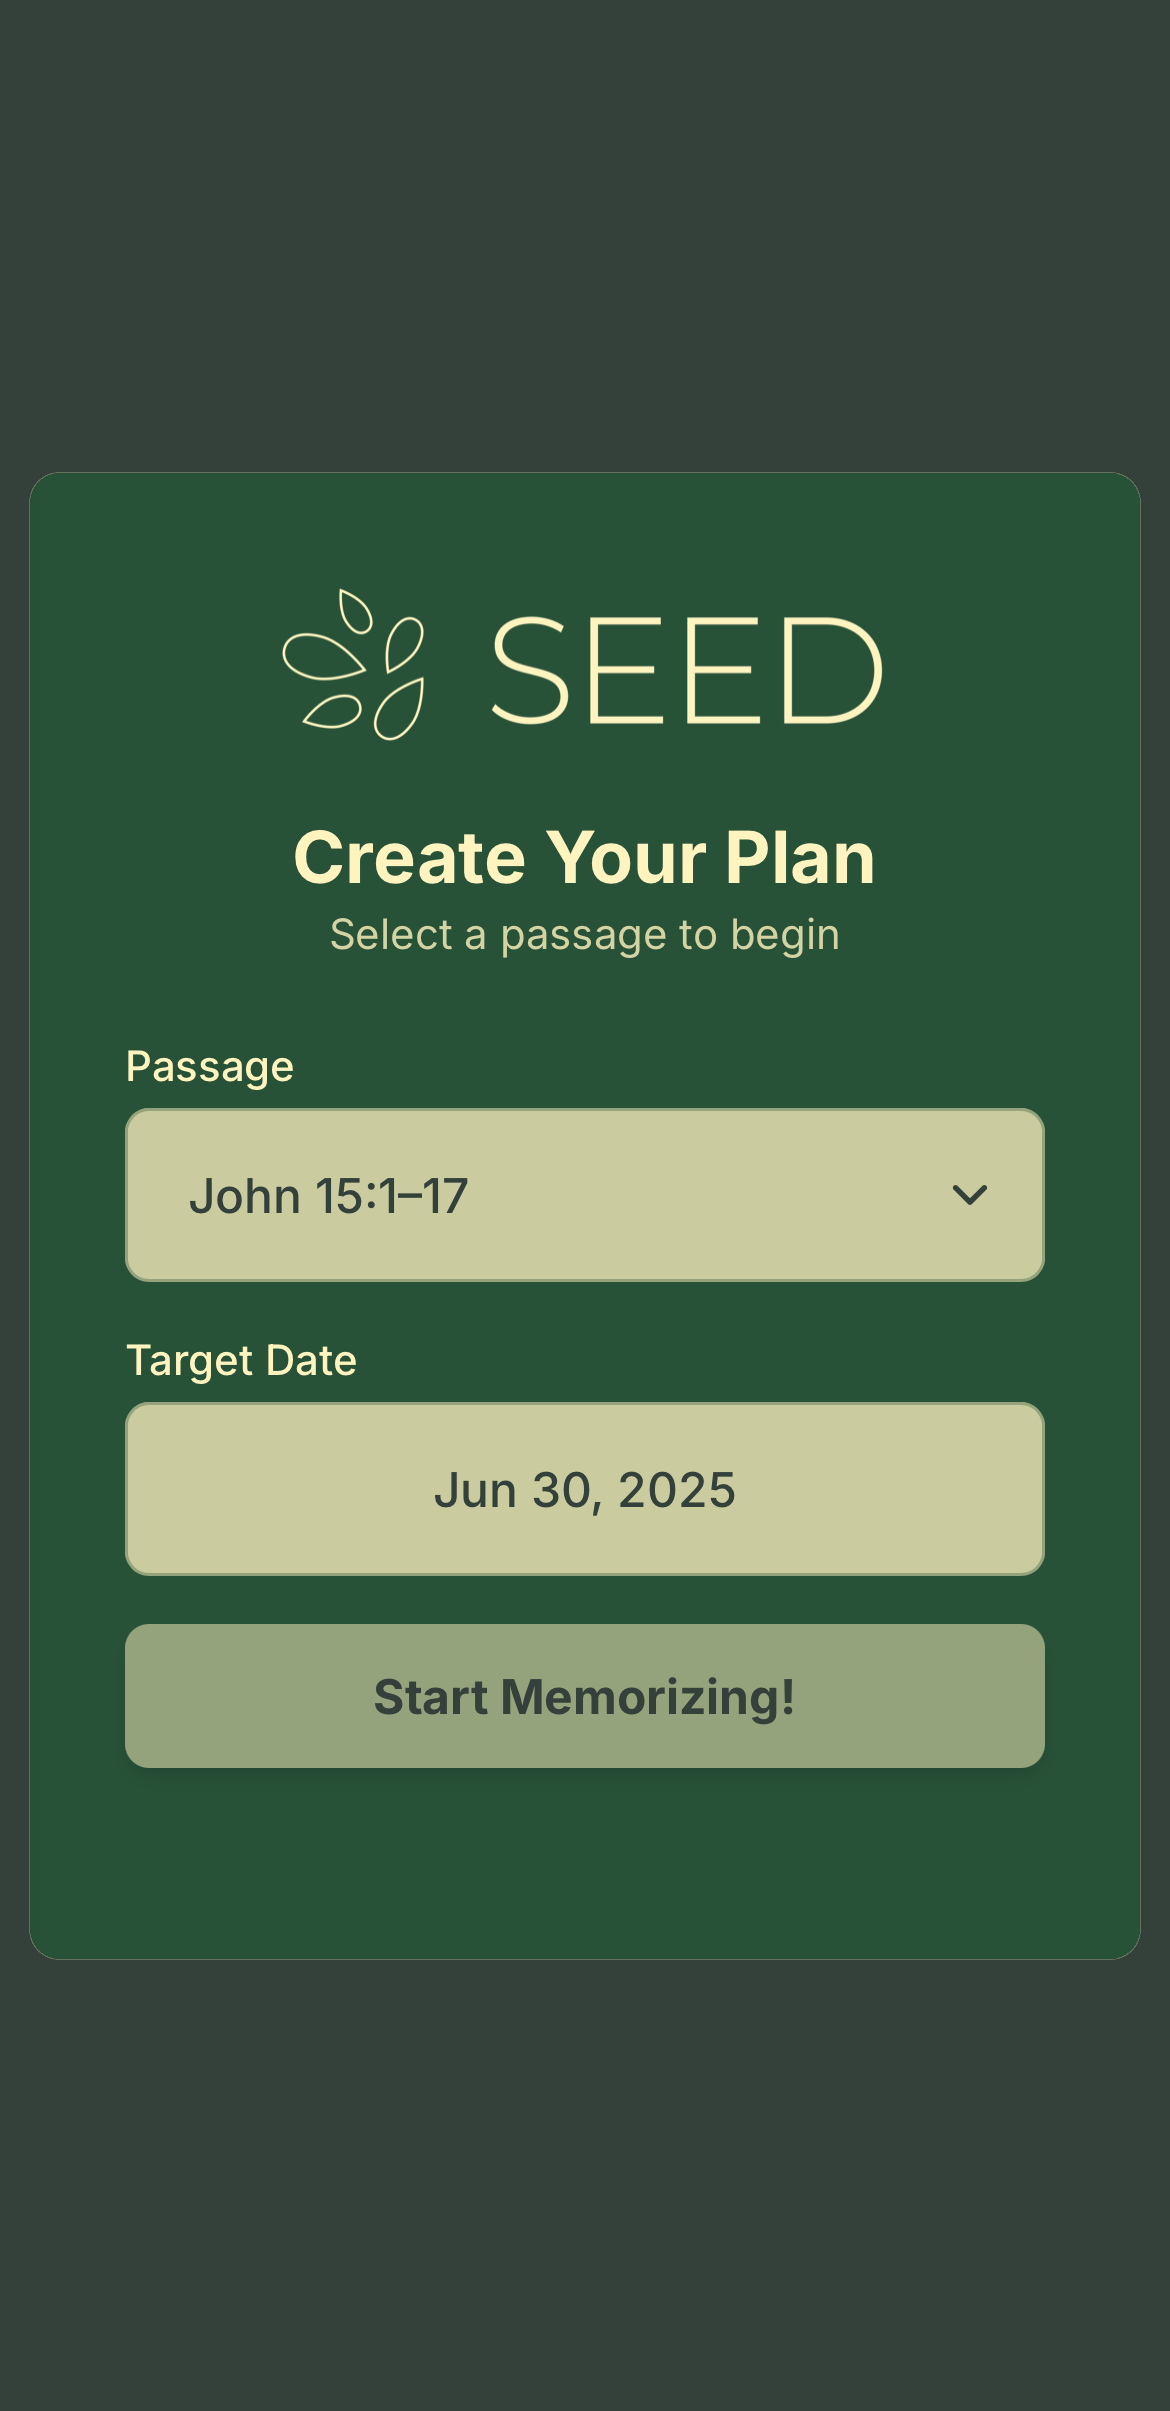 SEED
Create Your Plan
Select a passage to begin
Passage
John 15:1–17
Target Date
Jun 30, 2025
Start Memorizing!